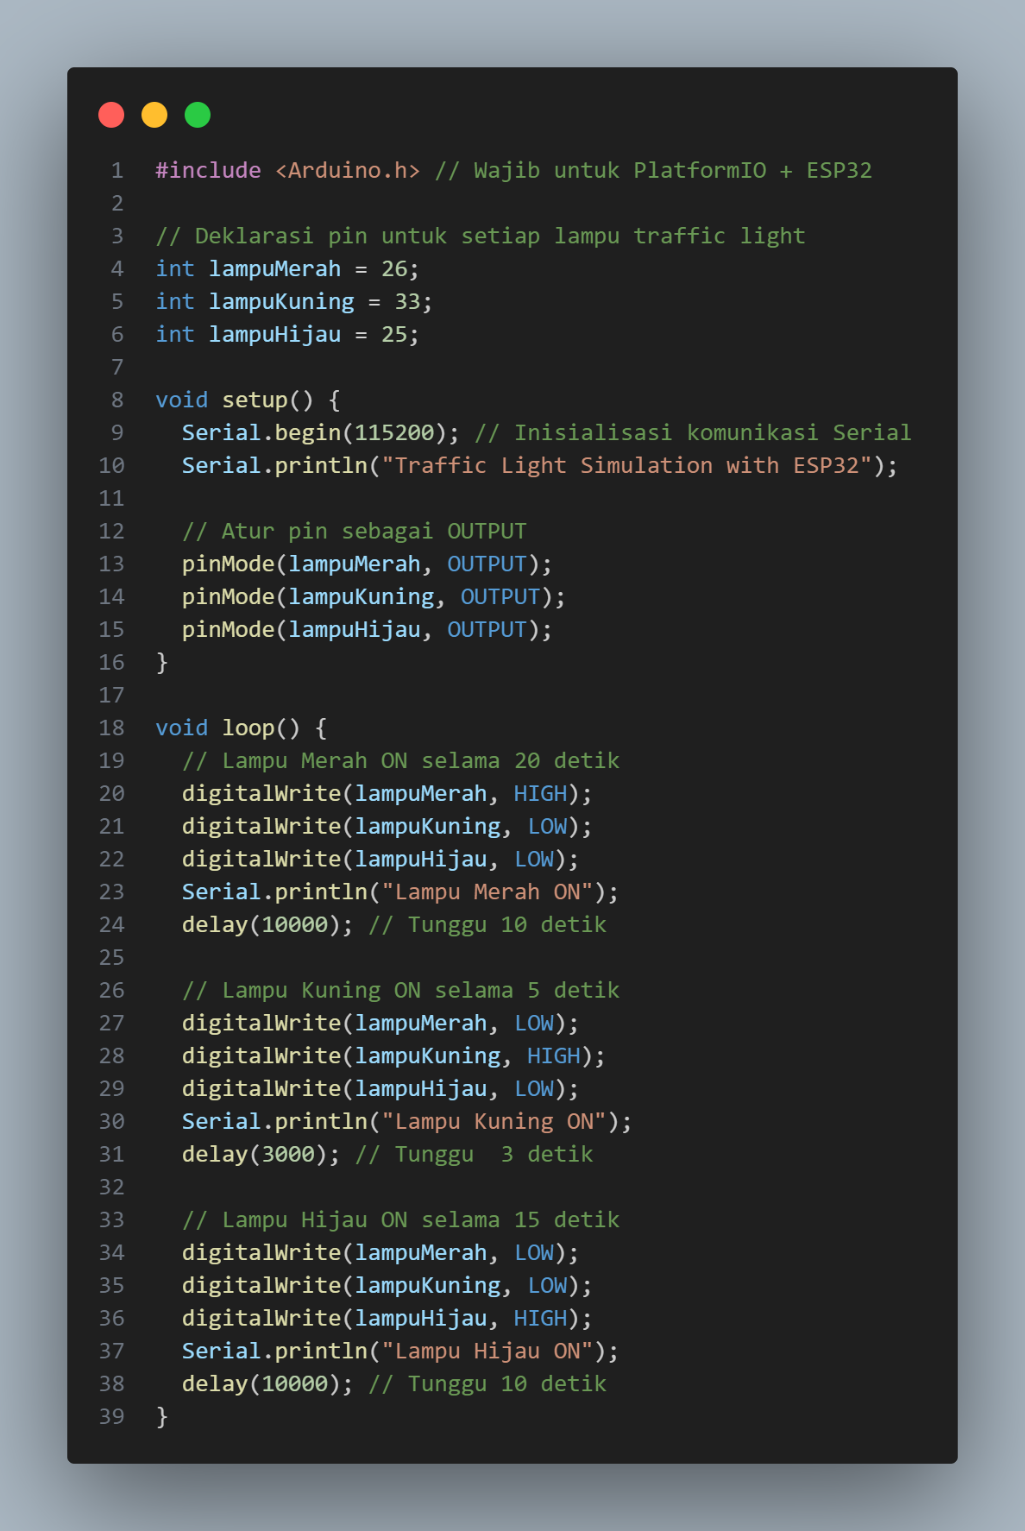 1 #include <Arduino.h> // Wajib untuk PlatformIO + ESP32
2
3 // Deklarasi pin untuk setiap lampu traffic light
4 int lampuMerah = 26;
5 int lampuKuning = 33;
6 int lampuHijau = 25;
7
8 void setup() {
9   Serial.begin(115200); // Inisialisasi komunikasi Serial
10   Serial.println("Traffic Light Simulation with ESP32");
11
12   // Atur pin sebagai OUTPUT
13   pinMode(lampuMerah, OUTPUT);
14   pinMode(lampuKuning, OUTPUT);
15   pinMode(lampuHijau, OUTPUT);
16 }
17
18 void loop() {
19   // Lampu Merah ON selama 20 detik
20   digitalWrite(lampuMerah, HIGH);
21   digitalWrite(lampuKuning, LOW);
22   digitalWrite(lampuHijau, LOW);
23   Serial.println("Lampu Merah ON");
24   delay(10000); // Tunggu 10 detik
25
26   // Lampu Kuning ON selama 5 detik
27   digitalWrite(lampuMerah, LOW);
28   digitalWrite(lampuKuning, HIGH);
29   digitalWrite(lampuHijau, LOW);
30   Serial.println("Lampu Kuning ON");
31   delay(3000); // Tunggu  3 detik
32
33   // Lampu Hijau ON selama 15 detik
34   digitalWrite(lampuMerah, LOW);
35   digitalWrite(lampuKuning, LOW);
36   digitalWrite(lampuHijau, HIGH);
37   Serial.println("Lampu Hijau ON");
38   delay(10000); // Tunggu 10 detik
39 }